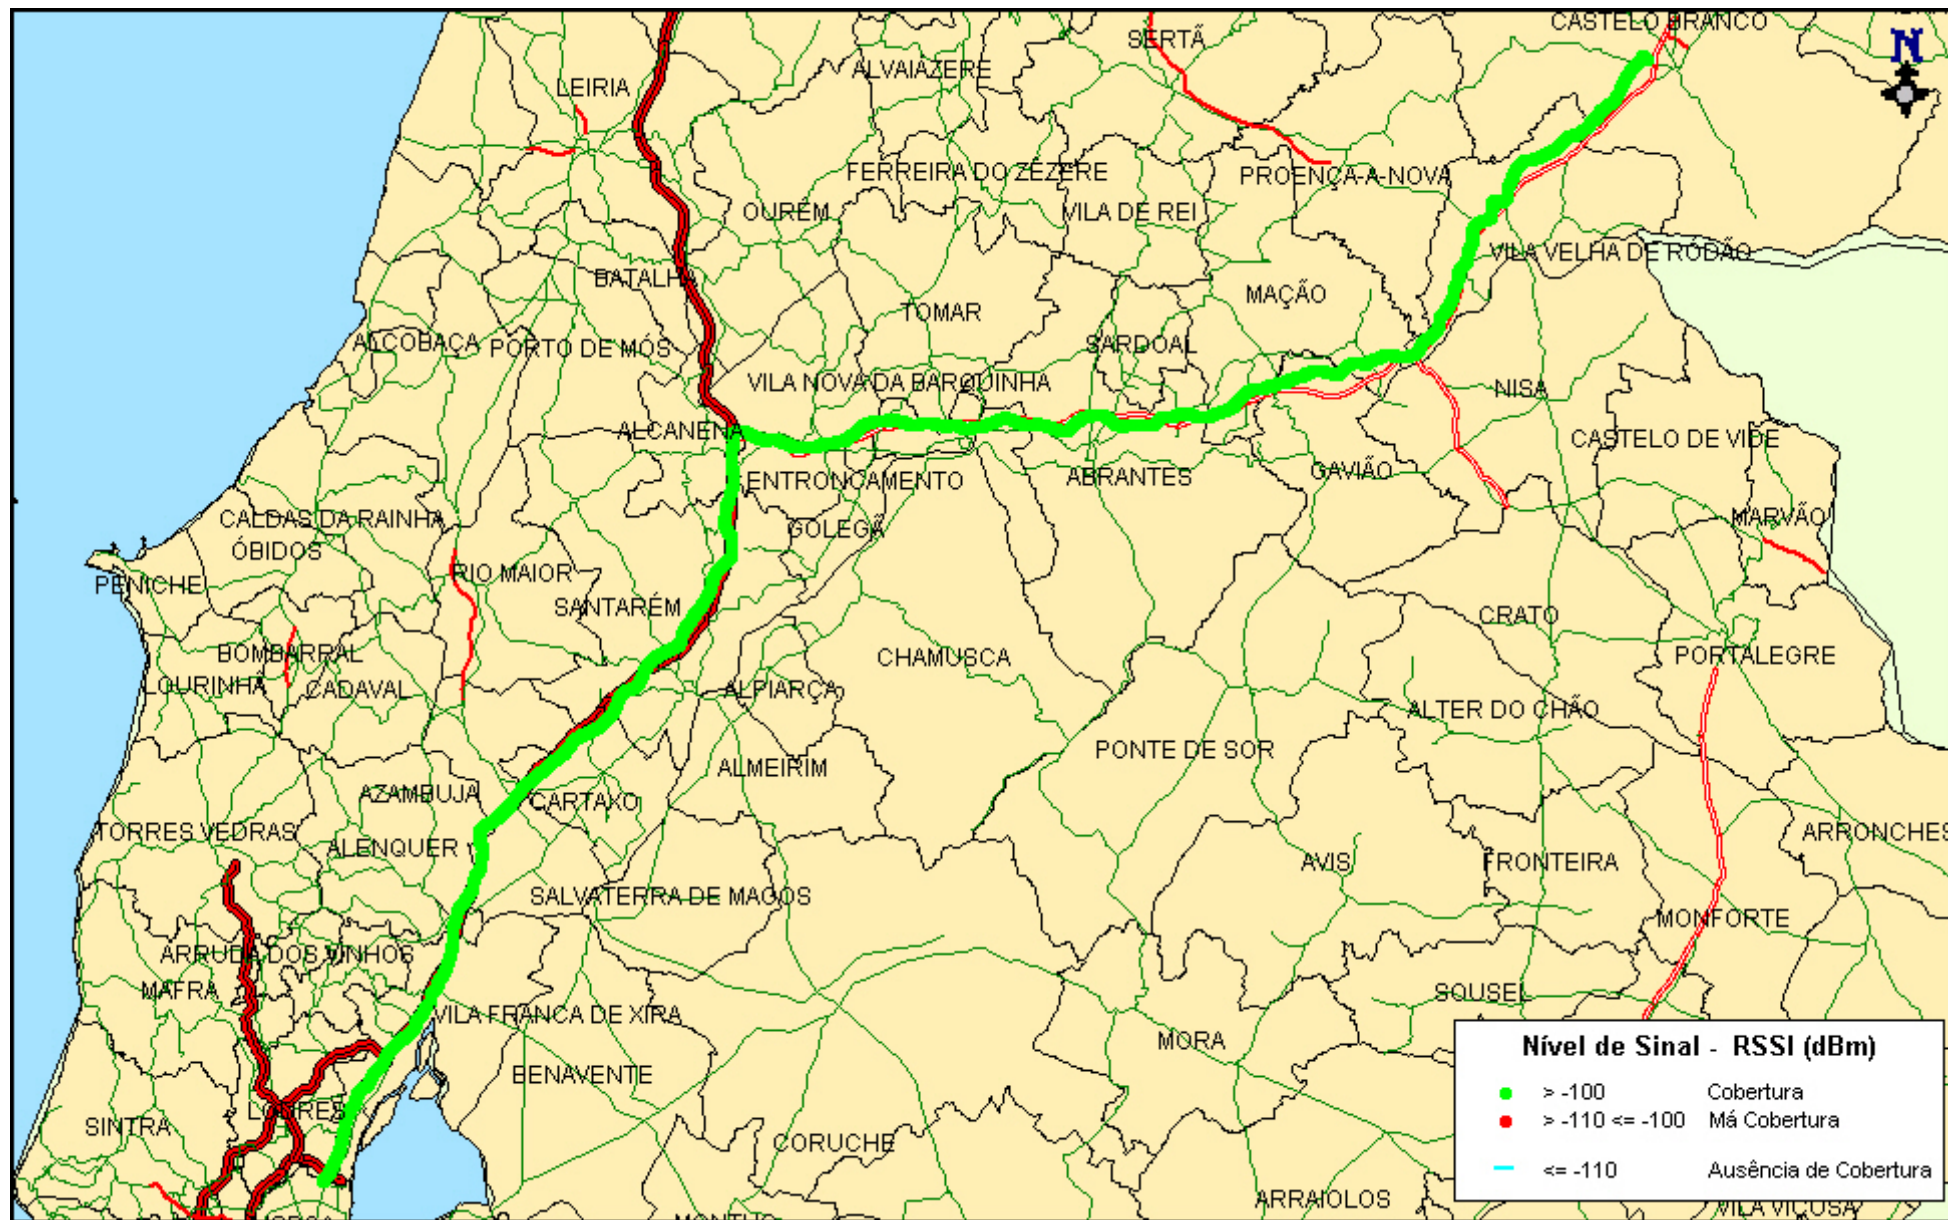 CASTELO BRANCO
SERTÃ
N
ALVAIÁZERE
LEIRIA
FERREIRA DO ZÊZERE
PROENÇA-A-NOVA
OURÉM
VILA DE REI
VILA VELHA DE RÓDÃO
BATALHA
MAÇÃO
TOMAR
ALCOBAÇA
PORTO DE MÓS
SARDOAL
VILA NOVA DA BARQUINHA
NISA
ALCANENA
CASTELO DE VIDE
ENTRONCAMENTO
ABRANTES
GAVIÃO
CALDAS DA RAINHA
GOLEGÃ
MARVÃO
ÓBIDOS
PENICHE
RIO MAIOR
SANTARÉM
CRATO
BOMBARRAL
CHAMUSCA
PORTALEGRE
LOURINHÃ
CADAVAL
ALPIARÇA
ALTER DO CHÃO
PONTE DE SOR
ALMEIRIM
AZAMBUJA
CARTAXO
TORRES VEDRAS
ARRONCHES
ALENQUER
AVIS
FRONTEIRA
SALVATERRA DE MAGOS
MONFORTE
ARRUDA DOS VINHOS
MAFRA
SOUSEL
VILA FRANCA DE XIRA
MORA
BENAVENTE
LOURES
SINTRA
CORUCHE
ARRAIOLOS
VILA VIÇOSA
Nível de Sinal - RSSI (dBm)
> -100 Cobertura
> -110 <= -100 Má Cobertura
<= -110 Ausência de Cobertura